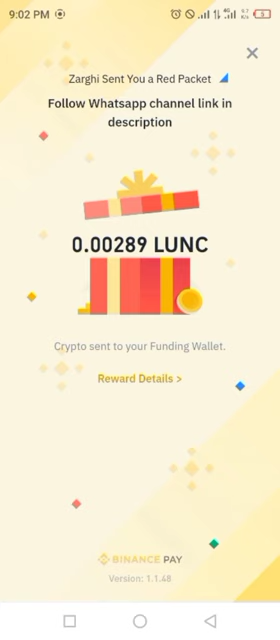 9:02 PM
Zarghi Sent You a Red Packet
Follow Whatsapp channel link in
description
0.00289 LUNC
Crypto sent to your Funding Wallet.
Reward Details >
BINANCE PAY
Version: 1.1.48